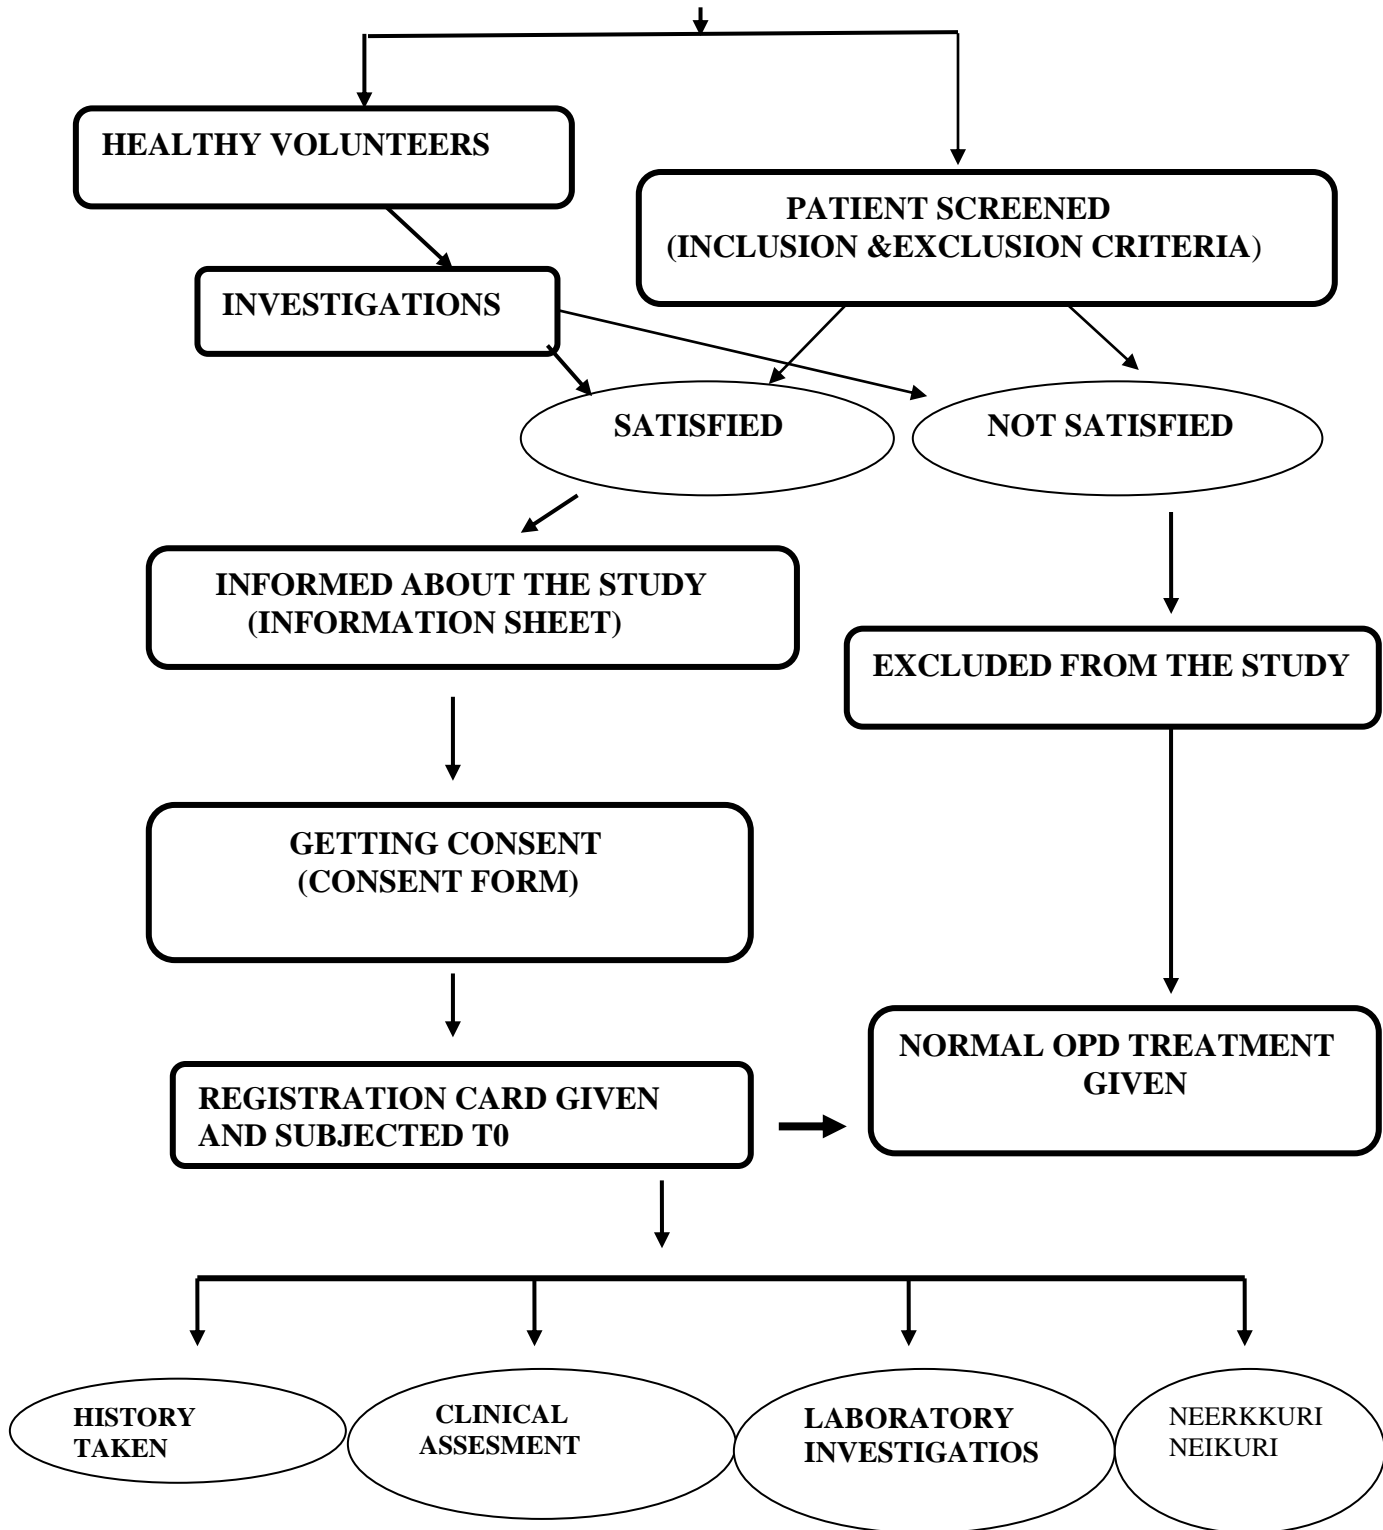 HEALTHY VOLUNTEERS
PATIENT SCREENED
(INCLUSION &EXCLUSION CRITERIA)
INVESTIGATIONS
SATISFIED
NOT SATISFIED
INFORMED ABOUT THE STUDY
(INFORMATION SHEET)
EXCLUDED FROM THE STUDY
GETTING CONSENT
(CONSENT FORM)
NORMAL OPD TREATMENT
GIVEN
REGISTRATION CARD GIVEN
AND SUBJECTED T0
HISTORY
TAKEN
CLINICAL
ASSESMENT
LABORATORY
INVESTIGATIOS
NEERKKURI
NEIKURI